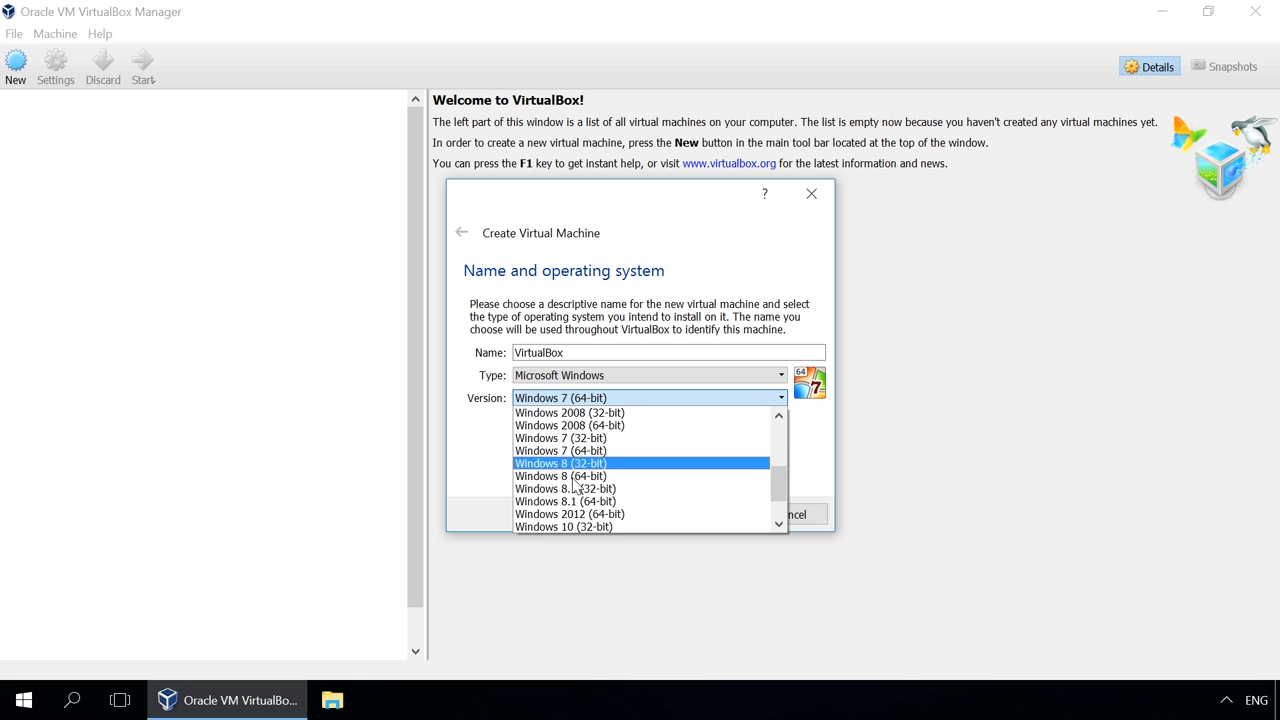 Oracle VM VirtualBox Manager
File Machine Help
New Settings Discard Start
Details Snapshots
Welcome to VirtualBox!
The left part of this window is a list of all virtual machines on your computer. The list is empty now because you haven't created any virtual machines yet.
In order to create a new virtual machine, press the New button in the main tool bar located at the top of the window.
You can press the F1 key to get instant help, or visit www.virtualbox.org for the latest information and news.
?
Create Virtual Machine
Name and operating system
Please choose a descriptive name for the new virtual machine and select
the type of operating system you intend to install on it. The name you
choose will be used throughout VirtualBox to identify this machine.
Name: VirtualBox
Type: Microsoft Windows
64
7
Version: Windows 7 (64-bit)
Windows 2008 (32-bit)
Windows 2008 (64-bit)
Windows 7 (32-bit)
Windows 7 (64-bit)
Windows 8 (32-bit)
Windows 8 (64-bit)
Windows 8. (32-bit)
Windows 8.1 (64-bit)
Windows 2012 (64-bit)
ncel
Windows 10 (32-bit)
Oracle VM VirtualBo...
ENG